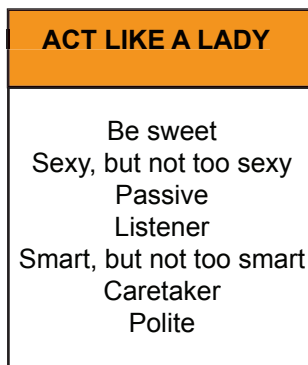 ACT LIKE A LADY
Be sweet
Sexy, but not too sexy
Passive
Listener
Smart, but not too smart
Caretaker
Polite